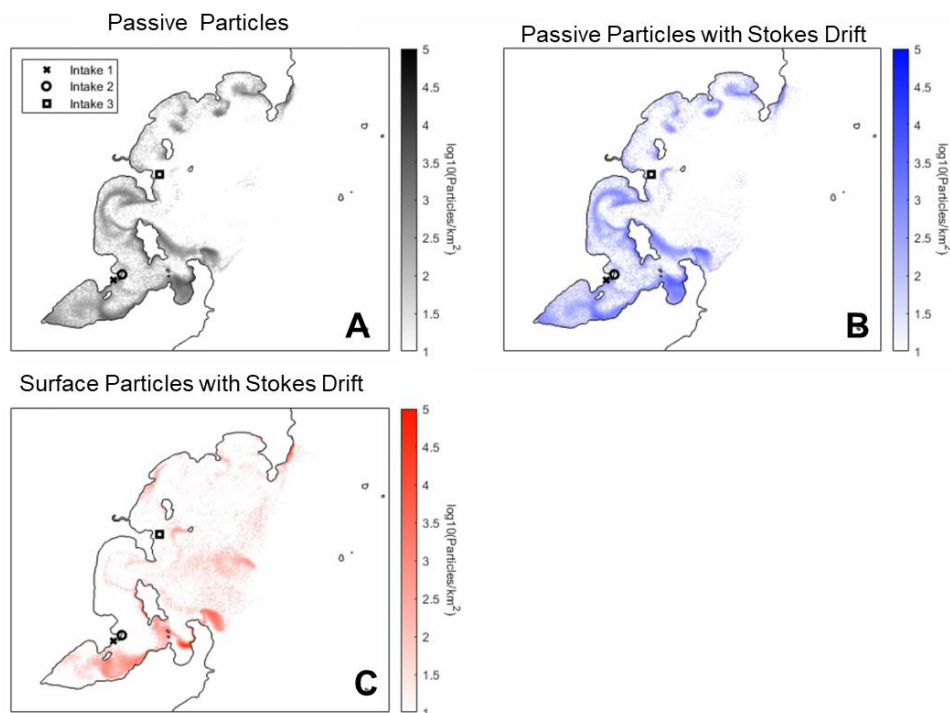 Passive Particles
Intake 1
Intake 2
Intake 3
A
5
4.5
4
3.5
3
2.5
2
1.5
1
log10(Particles/km²)
Passive Particles with Stokes Drift
B
5
4.5
4
3.5
3
2.5
2
1.5
1
log10(Particles/km²)
Surface Particles with Stokes Drift
C
5
4.5
4
3.5
3
2.5
2
1.5
1
log10(Particles/km²)